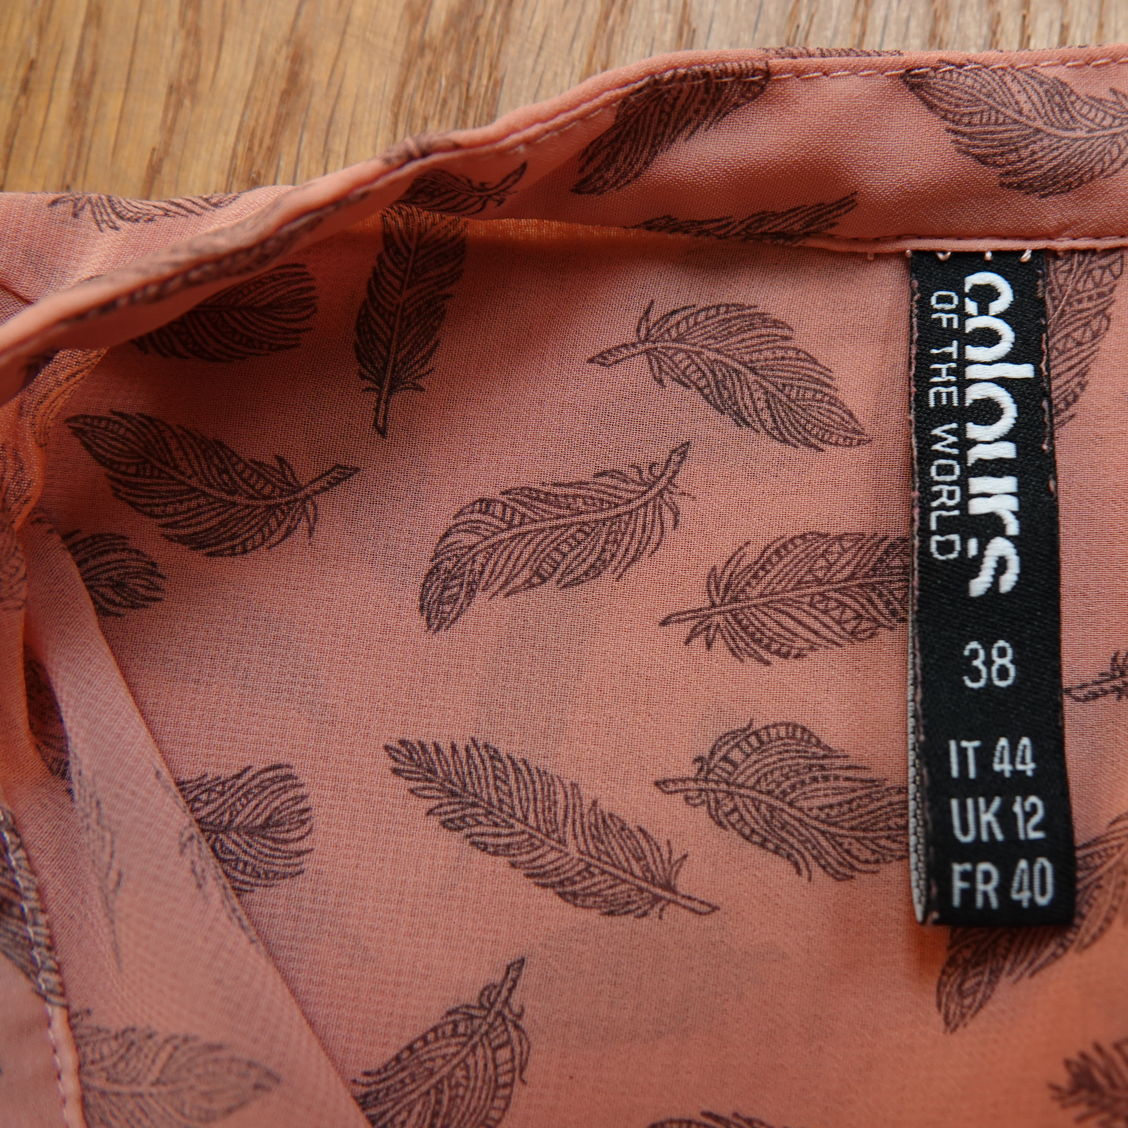 colours
OF THE WORLD
38
IT 44
UK 12
FR 40